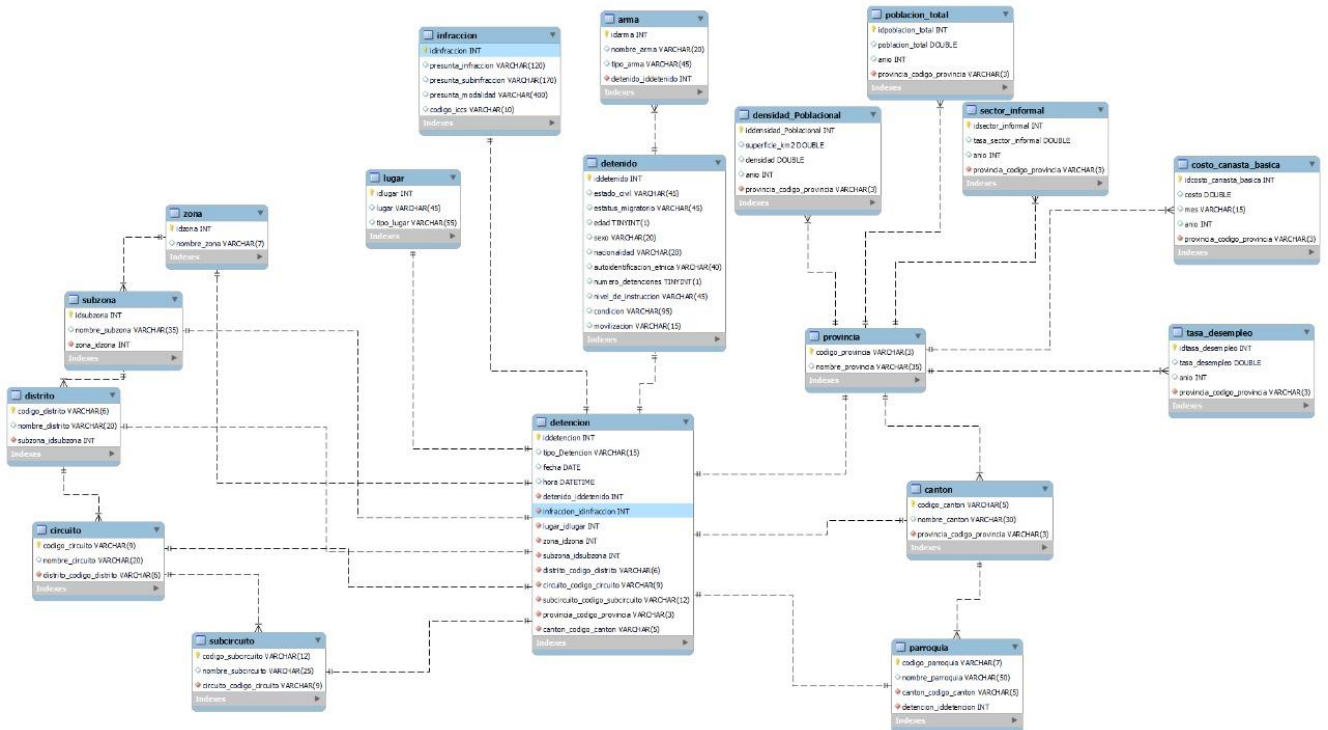 infraccion
idinfraccion INT
presunta_infraccion VARCHAR(120)
presunta_subinfraccion VARCHAR(170)
presunta_modalidad VARCHAR(400)
codigo_iccs VARCHAR(10)
Indexes
arma
idarma INT
nombre_arma VARCHAR(20)
tipo_arma VARCHAR(45)
detenido_iddetenido INT
Indexes
poblacion_total
idpoblacion_total INT
poblacion_total DOUBLE
anio INT
provincia_codigo_provincia VARCHAR(3)
Indexes
densidad_Poblacional
iddensidad_Poblacional INT
superficie_km2 DOUBLE
densidad DOUBLE
anio INT
provincia_codigo_provincia VARCHAR(3)
Indexes
sector_informal
idsector_informal INT
tasa_sector_informal DOUBLE
anio INT
provincia_codigo_provincia VARCHAR(3)
Indexes
costo_canasta_basica
idcosto_canasta_basica INT
costo DOUBLE
mes VARCHAR(15)
anio INT
provincia_codigo_provincia VARCHAR(3)
Indexes
lugar
idlugar INT
lugar VARCHAR(45)
tipo_lugar VARCHAR(55)
Indexes
detenido
iddetenido INT
estado_civil VARCHAR(45)
estatus_migratorio VARCHAR(45)
edad TINYINT(1)
sexo VARCHAR(20)
nacionalidad VARCHAR(20)
autoidentificacion_etnica VARCHAR(40)
numero_detenciones TINYINT(1)
nivel_de_instruccion VARCHAR(45)
condicion VARCHAR(95)
movilizacion VARCHAR(15)
Indexes
zona
idzona INT
nombre_zona VARCHAR(7)
Indexes
subzona
idsubzona INT
nombre_subzona VARCHAR(35)
zona_idzona INT
Indexes
provincia
codigo_provincia VARCHAR(3)
nombre_provincia VARCHAR(35)
Indexes
tasa_desempleo
idtasa_desempleo INT
tasa_desempleo DOUBLE
anio INT
provincia_codigo_provincia VARCHAR(3)
Indexes
distrito
codigo_distrito VARCHAR(6)
nombre_distrito VARCHAR(20)
subzona_idsubzona INT
Indexes
detencion
iddetencion INT
tipo_Detencion VARCHAR(15)
fecha DATE
hora DATETIME
detenido_iddetenido INT
infraccion_idinfraccion INT
lugar_idlugar INT
zona_idzona INT
subzona_idsubzona INT
distrito_codigo_distrito VARCHAR(6)
circuito_codigo_circuito VARCHAR(9)
subcircuito_codigo_subcircuito VARCHAR(12)
provincia_codigo_provincia VARCHAR(3)
canton_codigo_canton VARCHAR(5)
Indexes
canton
codigo_canton VARCHAR(5)
nombre_canton VARCHAR(30)
provincia_codigo_provincia VARCHAR(3)
Indexes
circuito
codigo_circuito VARCHAR(9)
nombre_circuito VARCHAR(20)
distrito_codigo_distrito VARCHAR(6)
Indexes
subcircuito
codigo_subcircuito VARCHAR(12)
nombre_subcircuito VARCHAR(25)
circuito_codigo_circuito VARCHAR(9)
Indexes
parroquia
codigo_parroquia VARCHAR(7)
nombre_parroquia VARCHAR(50)
canton_codigo_canton VARCHAR(5)
detencion_iddetencion INT
Indexes